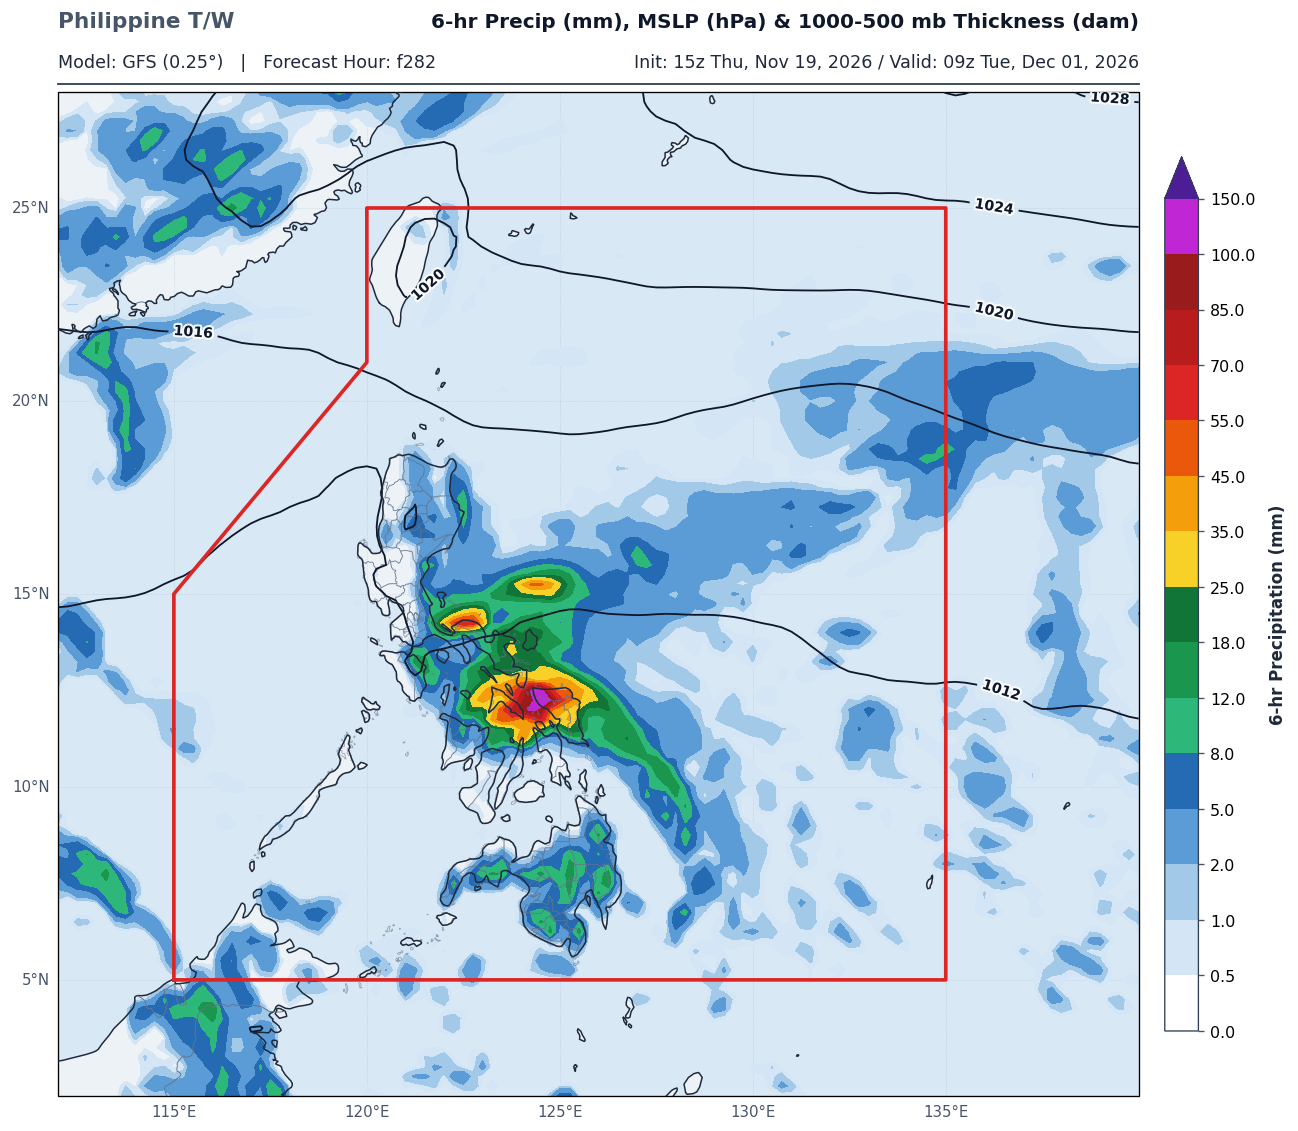 Philippine T/W
6-hr Precip (mm), MSLP (hPa) & 1000-500 mb Thickness (dam)
Model: GFS (0.25°)   |   Forecast Hour: f282
Init: 15z Thu, Nov 19, 2026 / Valid: 09z Tue, Dec 01, 2026
1028
1024
1020
1020
1016
1012
25°N
20°N
15°N
10°N
5°N
115°E
120°E
125°E
130°E
135°E
150.0
100.0
85.0
70.0
55.0
45.0
35.0
25.0
18.0
12.0
8.0
5.0
2.0
1.0
0.5
0.0
6-hr Precipitation (mm)